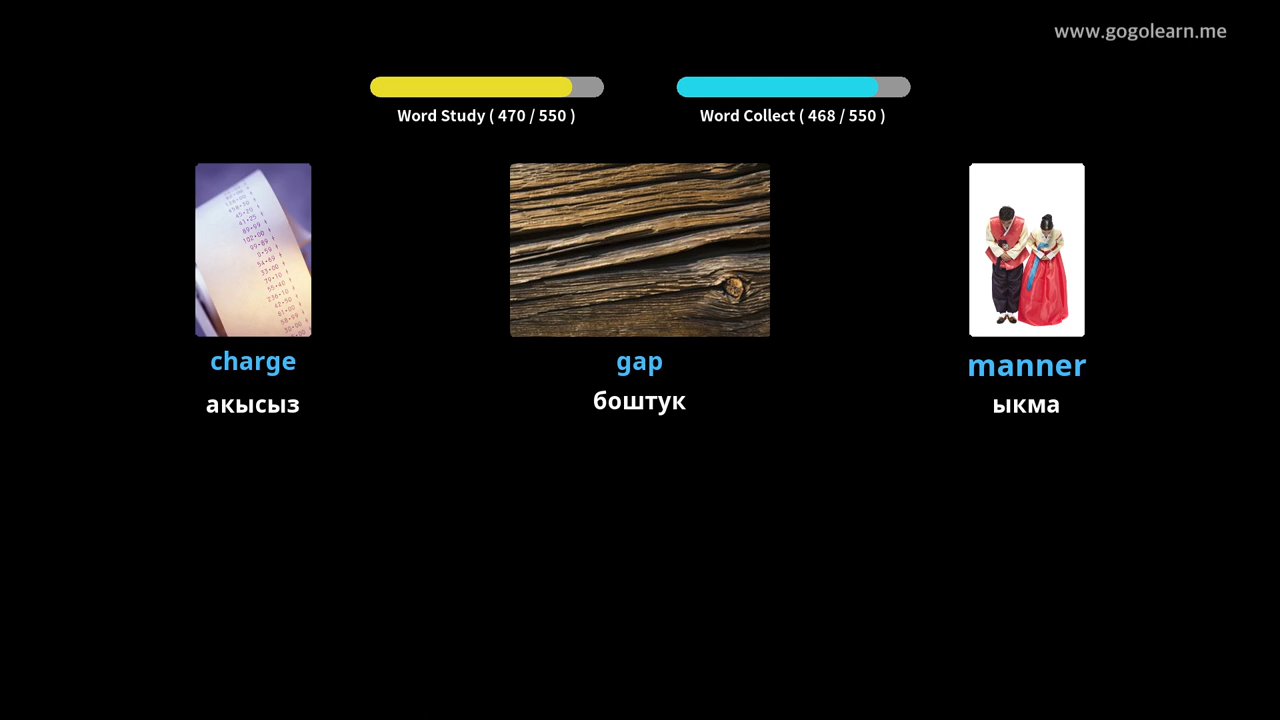 www.gogolearn.me
Word Study ( 470 / 550 )
Word Collect ( 468 / 550 )
charge
акысыз
gap
боштук
manner
ыкма